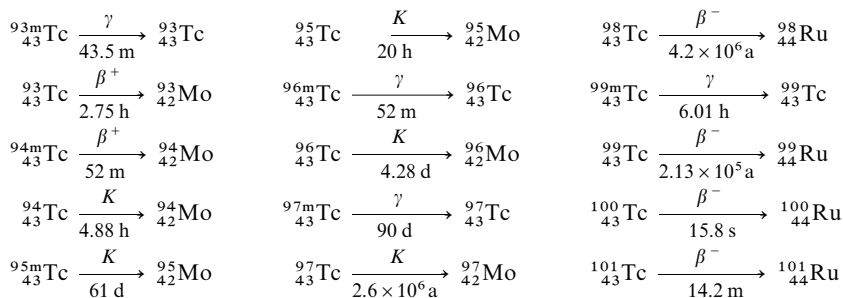 ⁹³ᵐ₄₃Tc —γ / 43.5 m→ ⁹³₄₃Tc
⁹³₄₃Tc —β⁺ / 2.75 h→ ⁹³₄₂Mo
⁹⁴ᵐ₄₃Tc —β⁺ / 52 m→ ⁹⁴₄₂Mo
⁹⁴₄₃Tc —K / 4.88 h→ ⁹⁴₄₂Mo
⁹⁵ᵐ₄₃Tc —K / 61 d→ ⁹⁵₄₂Mo
⁹⁵₄₃Tc —K / 20 h→ ⁹⁵₄₂Mo
⁹⁶ᵐ₄₃Tc —γ / 52 m→ ⁹⁶₄₃Tc
⁹⁶₄₃Tc —K / 4.28 d→ ⁹⁶₄₂Mo
⁹⁷ᵐ₄₃Tc —γ / 90 d→ ⁹⁷₄₃Tc
⁹⁷₄₃Tc —K / 2.6 × 10⁶ a→ ⁹⁷₄₂Mo
⁹⁸₄₃Tc —β⁻ / 4.2 × 10⁶ a→ ⁹⁸₄₄Ru
⁹⁹ᵐ₄₃Tc —γ / 6.01 h→ ⁹⁹₄₃Tc
⁹⁹₄₃Tc —β⁻ / 2.13 × 10⁵ a→ ⁹⁹₄₄Ru
¹⁰⁰₄₃Tc —β⁻ / 15.8 s→ ¹⁰⁰₄₄Ru
¹⁰¹₄₃Tc —β⁻ / 14.2 m→ ¹⁰¹₄₄Ru